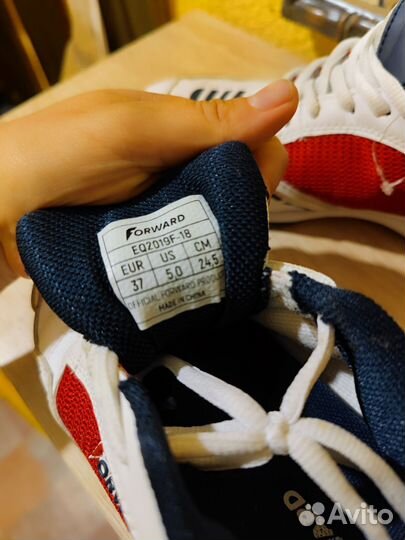 FORWARD
EQ2019F-18
EUR US CM
37 5.0 24,5
OFFICIAL FORWARD PRODUCT
MADE IN CHINA
Avito